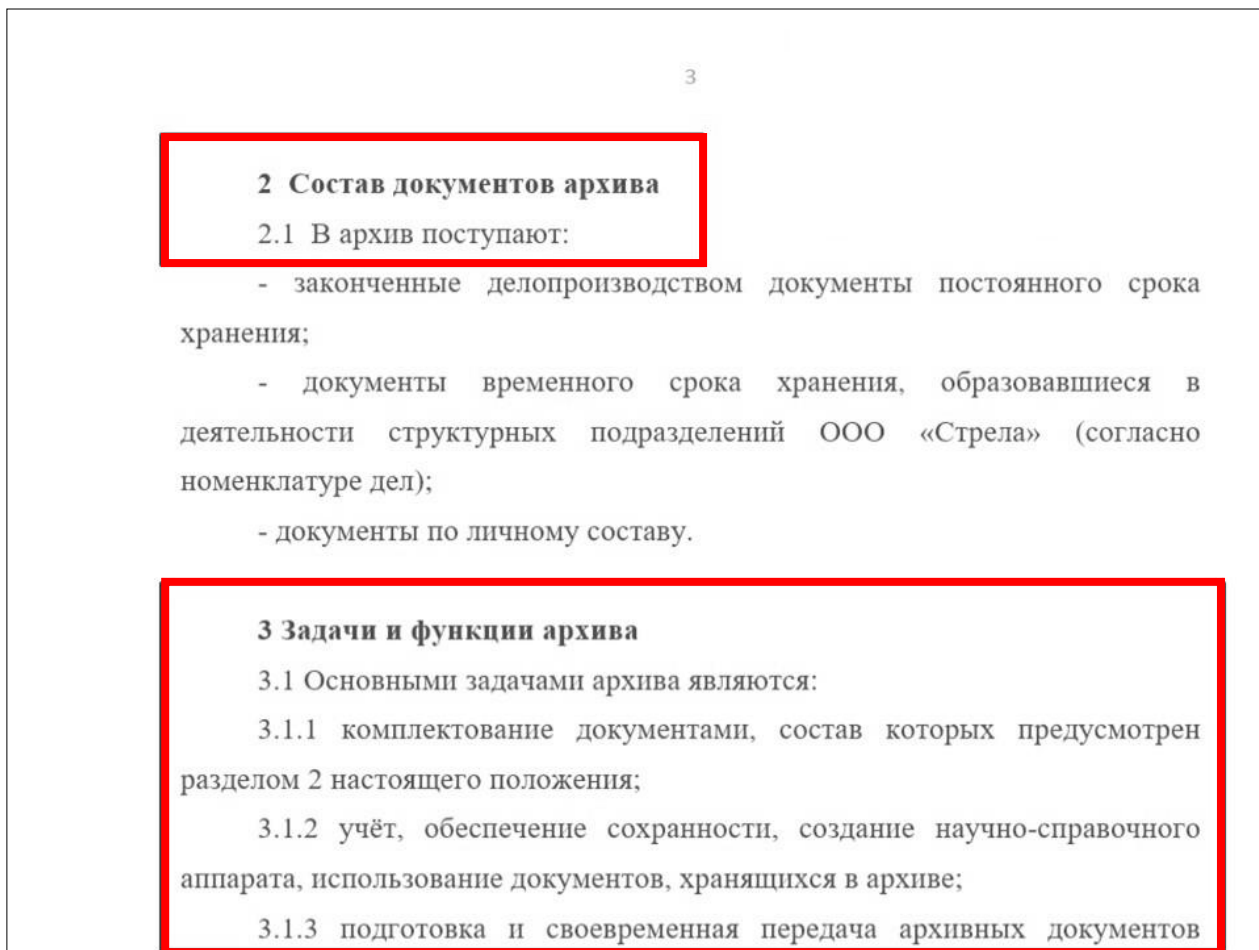 3
2 Состав документов архива
2.1 В архив поступают:
- законченные делопроизводством документы постоянного срока
хранения;
- документы временного срока хранения, образовавшиеся в
деятельности структурных подразделений ООО «Стрела» (согласно
номенклатуре дел);
- документы по личному составу.
3 Задачи и функции архива
3.1 Основными задачами архива являются:
3.1.1 комплектование документами, состав которых предусмотрен
разделом 2 настоящего положения;
3.1.2 учёт, обеспечение сохранности, создание научно-справочного
аппарата, использование документов, хранящихся в архиве;
3.1.3 подготовка и своевременная передача архивных документов